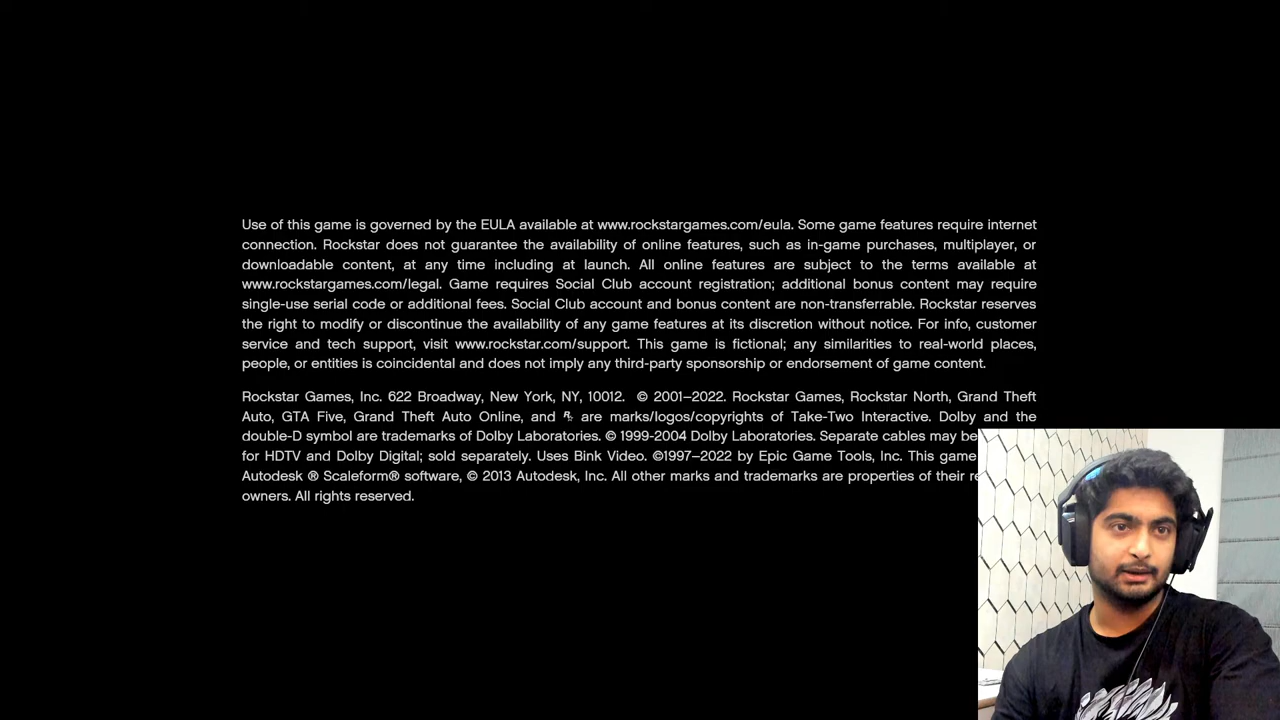 Use of this game is governed by the EULA available at www.rockstargames.com/eula. Some game features require internet
connection. Rockstar does not guarantee the availability of online features, such as in-game purchases, multiplayer, or
downloadable content, at any time including at launch. All online features are subject to the terms available at
www.rockstargames.com/legal. Game requires Social Club account registration; additional bonus content may require
single-use serial code or additional fees. Social Club account and bonus content are non-transferrable. Rockstar reserves
the right to modify or discontinue the availability of any game features at its discretion without notice. For info, customer
service and tech support, visit www.rockstar.com/support. This game is fictional; any similarities to real-world places,
people, or entities is coincidental and does not imply any third-party sponsorship or endorsement of game content.
Rockstar Games, Inc. 622 Broadway, New York, NY, 10012. © 2001–2022. Rockstar Games, Rockstar North, Grand Theft
Auto, GTA Five, Grand Theft Auto Online, and are marks/logos/copyrights of Take-Two Interactive. Dolby and the
double-D symbol are trademarks of Dolby Laboratories. © 1999-2004 Dolby Laboratories. Separate cables may be
for HDTV and Dolby Digital; sold separately. Uses Bink Video. ©1997–2022 by Epic Game Tools, Inc. This game
Autodesk ® Scaleform® software, © 2013 Autodesk, Inc. All other marks and trademarks are properties of their
owners. All rights reserved.